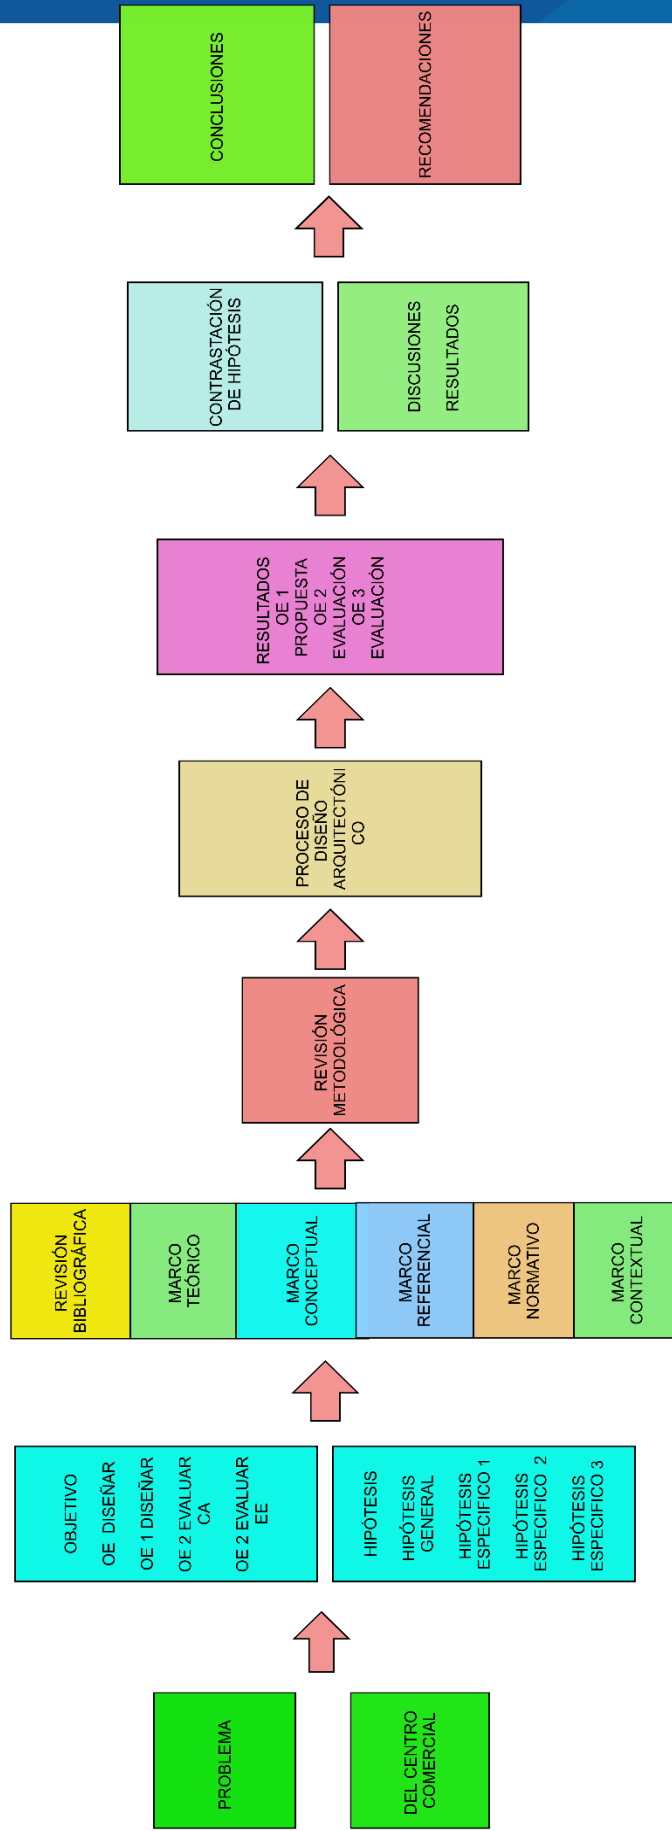 PROBLEMA
DEL CENTRO
COMERCIAL
OBJETIVO
OE  DISEÑAR
OE 1 DISEÑAR
OE 2 EVALUAR
CA
OE 2 EVALUAR
EE
HIPÓTESIS
HIPÓTESIS
GENERAL
HIPÓTESIS
ESPECIFICO 1
HIPÓTESIS
ESPECIFICO  2
HIPÓTESIS
ESPECIFICO 3
REVISIÓN
BIBLIOGRÁFICA
MARCO
TEÓRICO
MARCO
CONCEPTUAL
MARCO
REFERENCIAL
MARCO
NORMATIVO
MARCO
CONTEXTUAL
REVISIÓN
METODOLÓGICA
PROCESO DE
DISEÑO
ARQUITECTÓNI
CO
RESULTADOS
OE 1
PROPUESTA
OE 2
EVALUACIÓN
OE 3
EVALUACIÓN
CONTRASTACIÓN
DE HIPÓTESIS
DISCUSIONES
RESULTADOS
CONCLUSIONES
RECOMENDACIONES